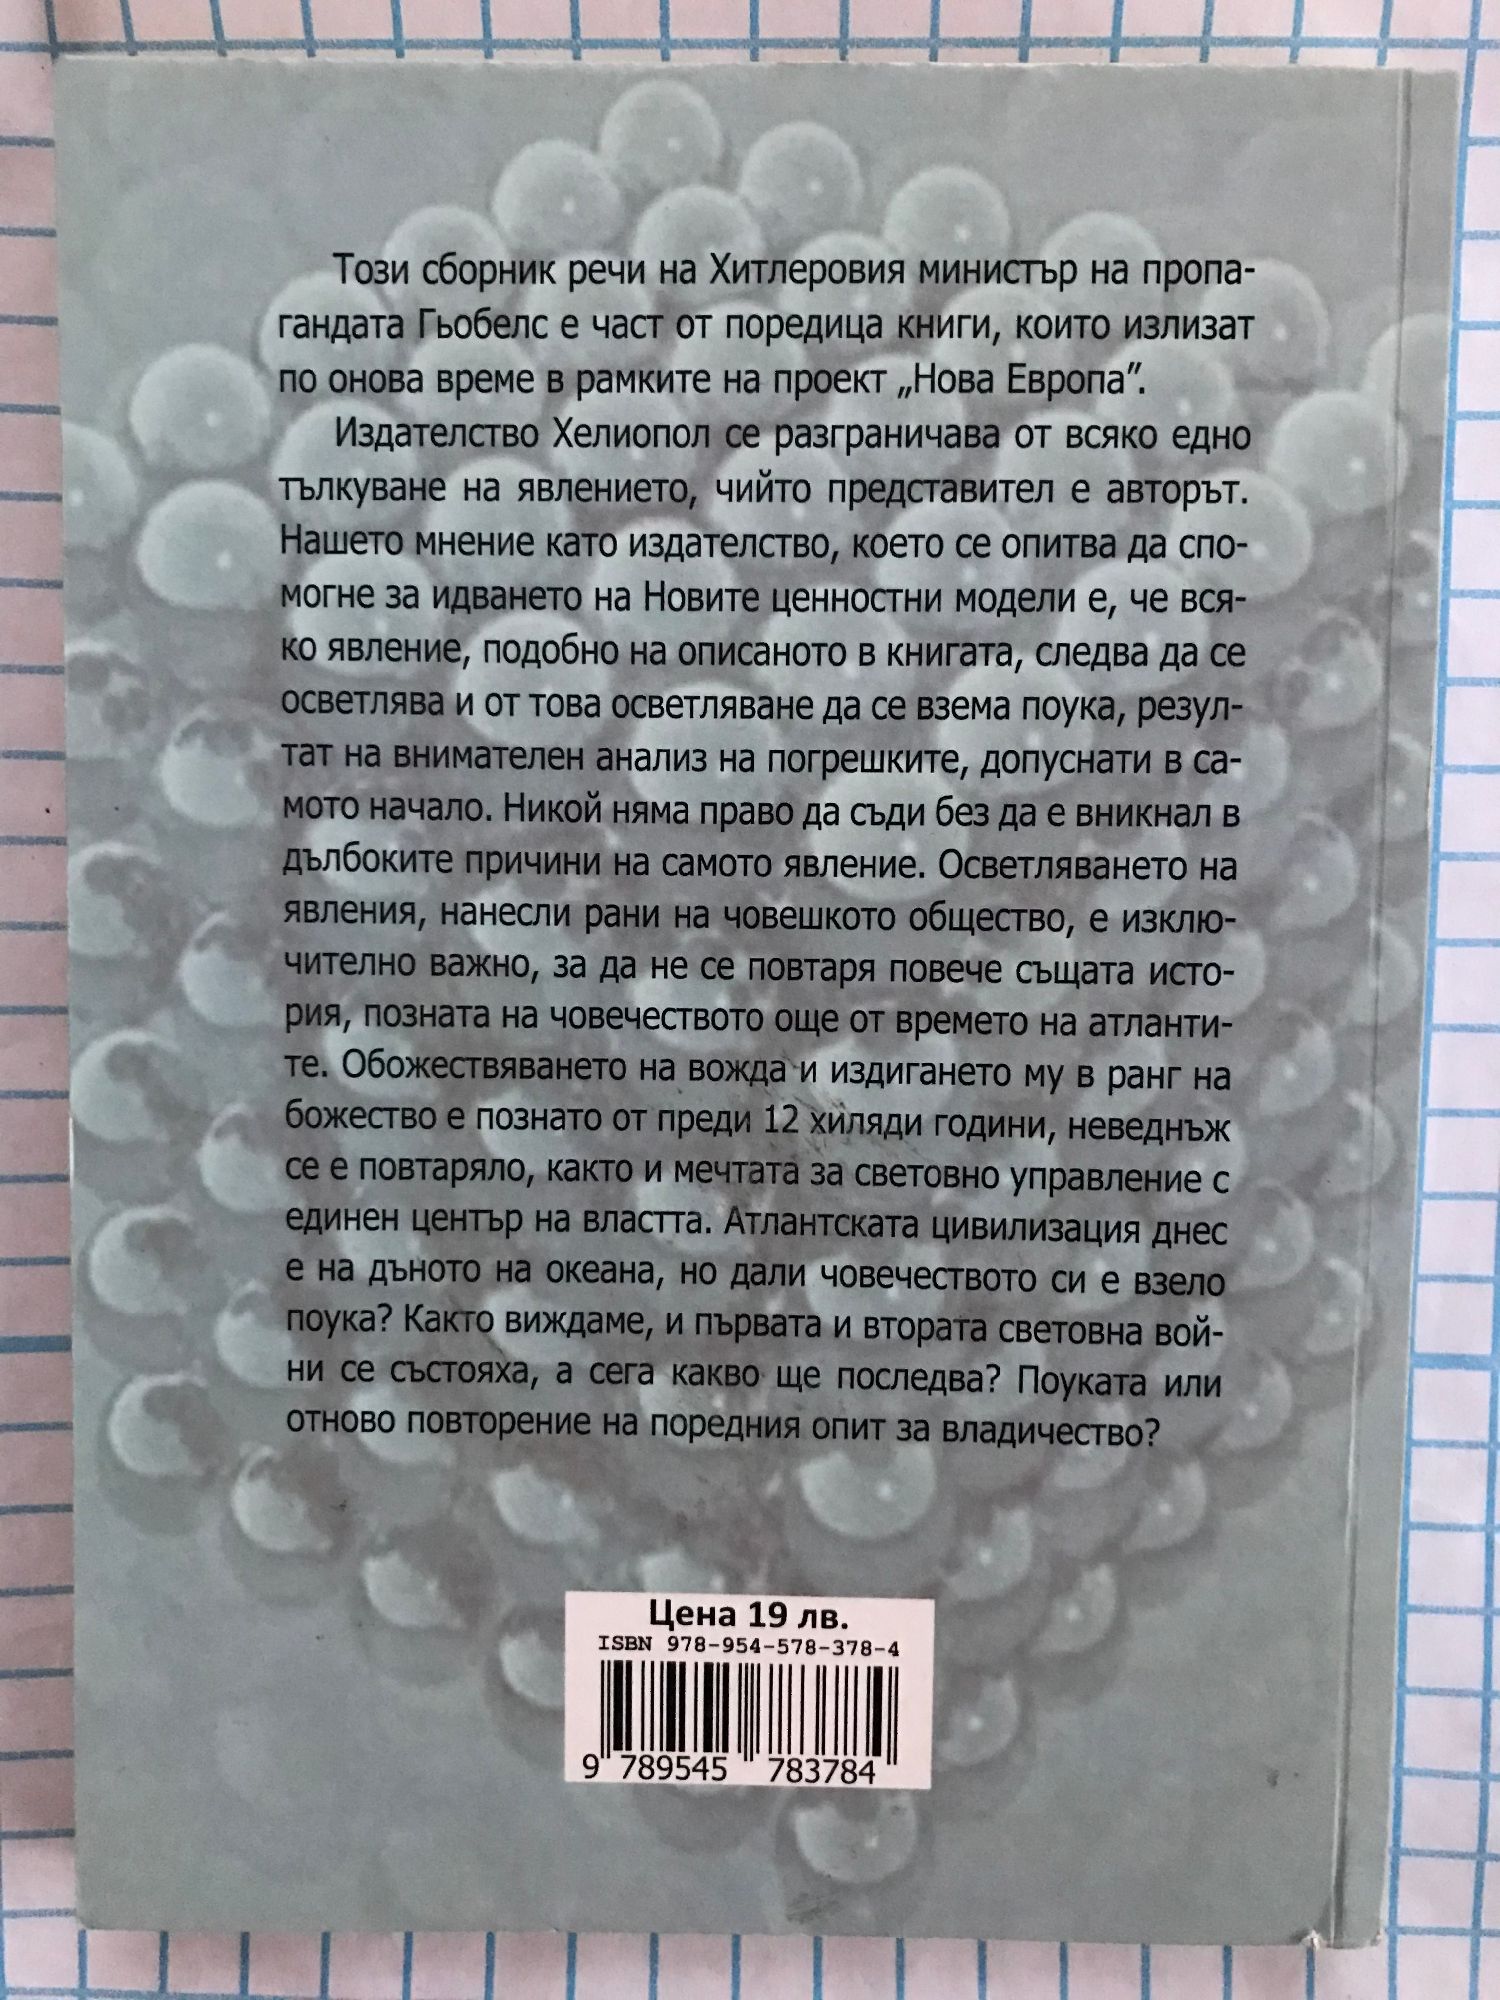 Този сборник речи на Хитлеровия министър на пропа-
гандата Гьобелс е част от поредица книги, които излизат
по онова време в рамките на проект „Нова Европа”.
Издателство Хелиопол се разграничава от всяко едно
тълкуване на явлението, чийто представител е авторът.
Нашето мнение като издателство, което се опитва да спо-
могне за идването на Новите ценностни модели е, че вся-
ко явление, подобно на описаното в книгата, следва да се
осветлява и от това осветляване да се взема поука, резул-
тат на внимателен анализ на погрешките, допуснати в са-
мото начало. Никой няма право да съди без да е вникнал в
дълбоките причини на самото явление. Осветляването на
явления, нанесли рани на човешкото общество, е изклю-
чително важно, за да не се повтаря повече същата исто-
рия, позната на човечеството още от времето на атланти-
те. Обожествяването на вожда и издигането му в ранг на
божество е познато от преди 12 хиляди години, неведнъж
се е повтаряло, както и мечтата за световно управление с
единен център на властта. Атлантската цивилизация днес
е на дъното на океана, но дали човечеството си е взело
поука? Както виждаме, и първата и втората световна вой-
ни се състояха, а сега какво ще последва? Поуката или
отново повторение на поредния опит за владичество?
Цена 19 лв.
ISBN 978-954-578-378-4
9 789545 783784